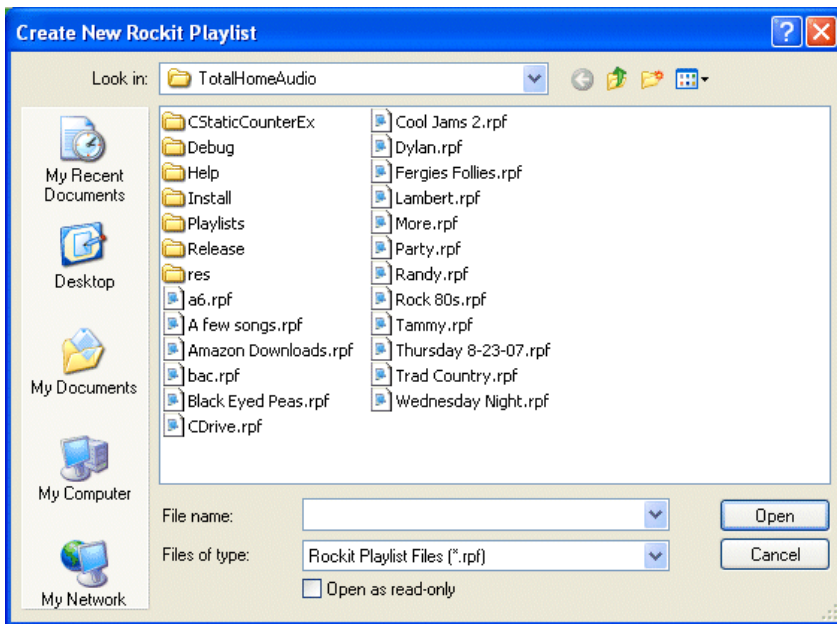 Create New Rockit Playlist
Look in: TotalHomeAudio
My Recent
Documents
Desktop
My Documents
My Computer
My Network
CStaticCounterEx
Debug
Help
Install
Playlists
Release
res
a6.rpf
A few songs.rpf
Amazon Downloads.rpf
bac.rpf
Black Eyed Peas.rpf
CDrive.rpf
Cool Jams 2.rpf
Dylan.rpf
Fergies Follies.rpf
Lambert.rpf
More.rpf
Party.rpf
Randy.rpf
Rock 80s.rpf
Tammy.rpf
Thursday 8-23-07.rpf
Trad Country.rpf
Wednesday Night.rpf
File name:
Open
Files of type: Rockit Playlist Files (*.rpf)
Cancel
Open as read-only